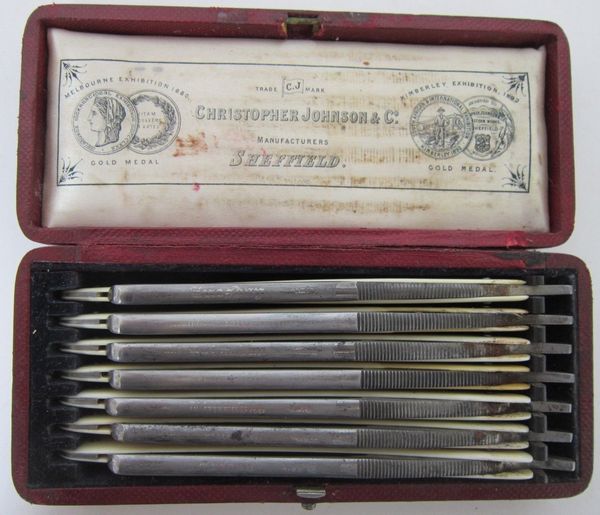 MELBOURNE EXHIBITION 1880.
GOLD MEDAL
TRADE C.J MARK
CHRISTOPHER JOHNSON & Co.
MANUFACTURERS
SHEFFIELD.
KIMBERLEY EXHIBITION, 1892
GOLD MEDAL.